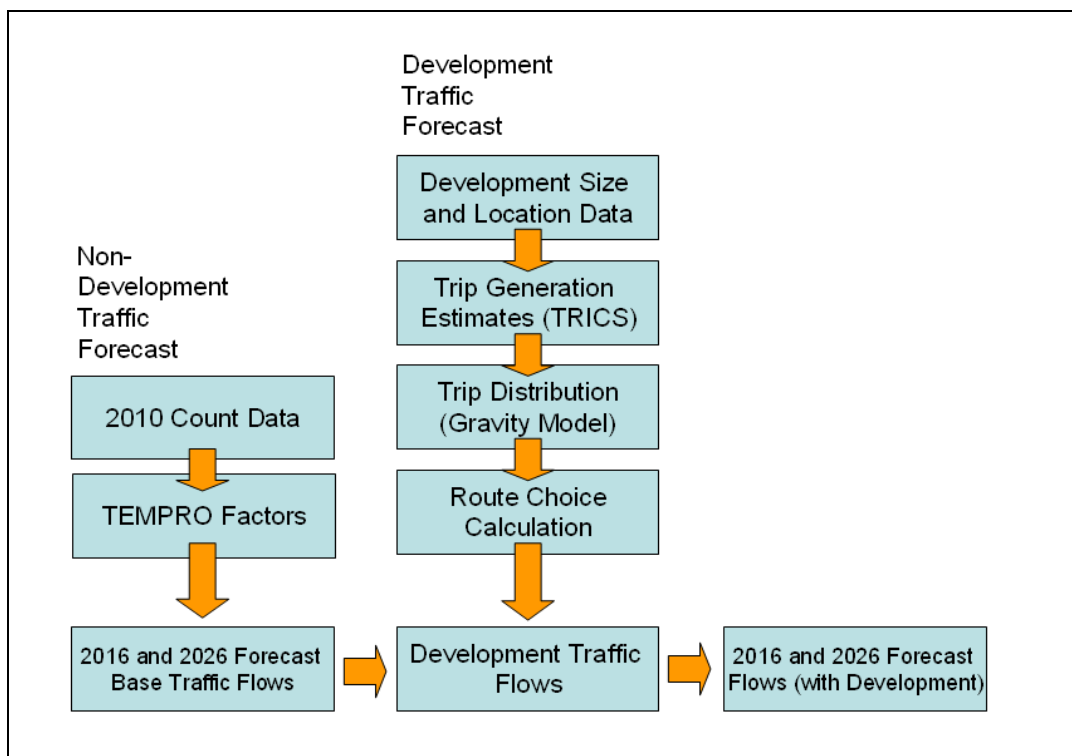 Development
Traffic
Forecast
Development Size
and Location Data
Non-
Development
Traffic
Forecast
Trip Generation
Estimates (TRICS)
2010 Count Data
Trip Distribution
(Gravity Model)
TEMPRO Factors
Route Choice
Calculation
2016 and 2026 Forecast
Base Traffic Flows
Development Traffic
Flows
2016 and 2026 Forecast
Flows (with Development)